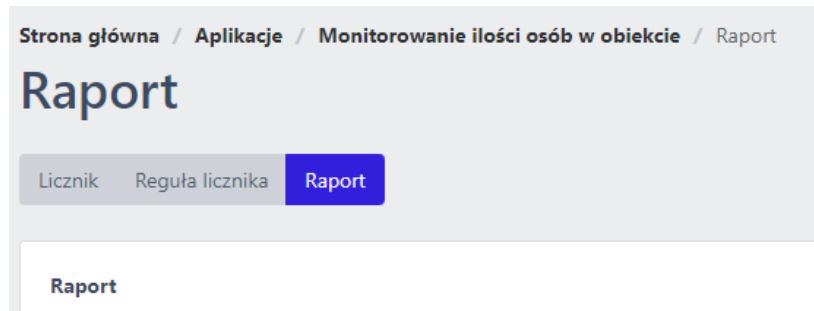 Strona główna / Aplikacje / Monitorowanie ilości osób w obiekcie / Raport
Raport
Licznik Reguła licznika Raport
Raport